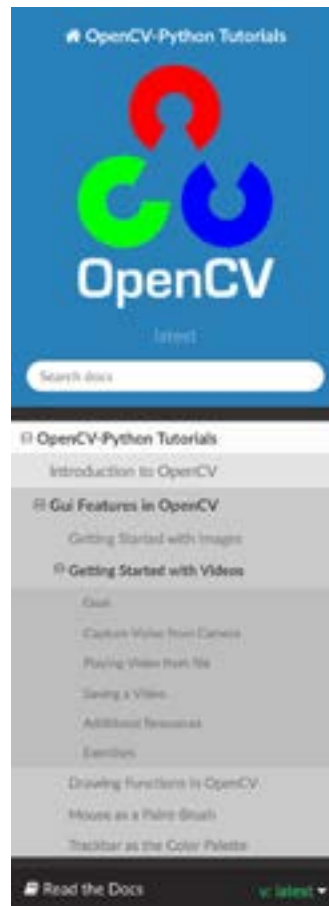 OpenCV-Python Tutorials
OpenCV
latest
Search docs
OpenCV-Python Tutorials
Introduction to OpenCV
Gui Features in OpenCV
Getting Started with Images
Getting Started with Videos
Goal
Capture Video from Camera
Playing Video from file
Saving a Video
Additional Resources
Exercises
Drawing Functions in OpenCV
Mouse as a Paint-Brush
Trackbar as the Color Palette
Read the Docs
v: latest